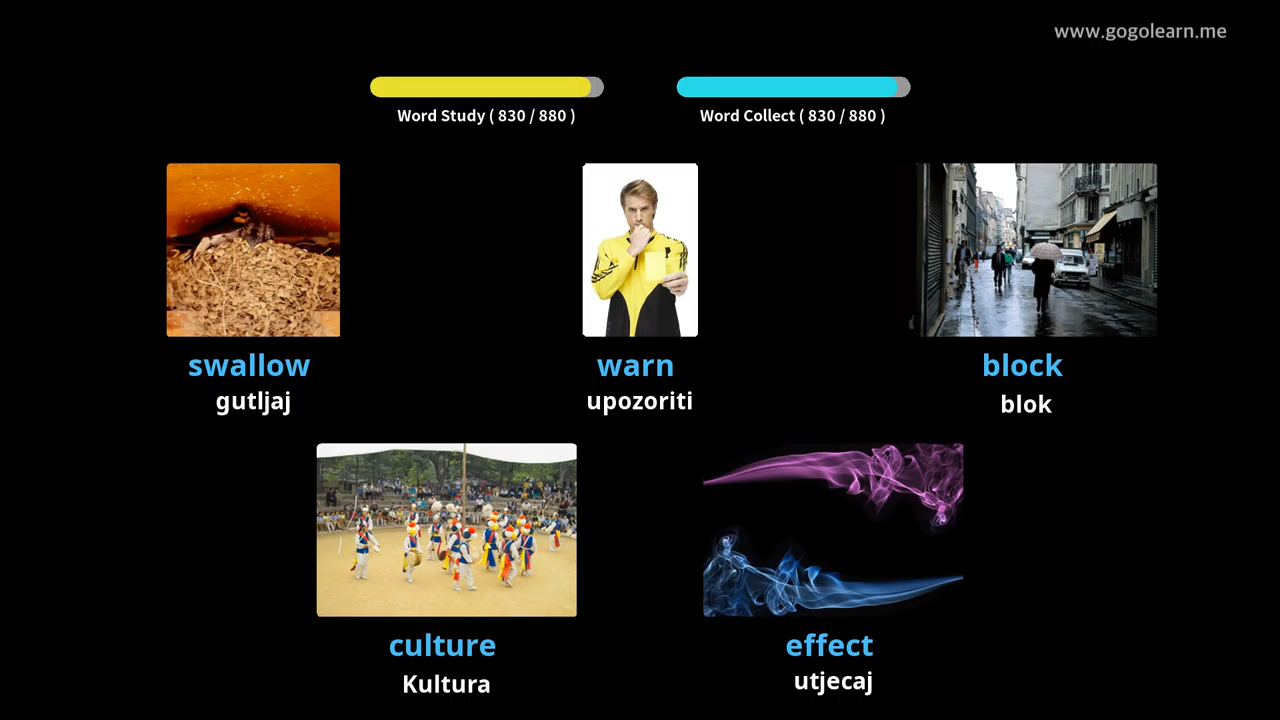 www.gogolearn.me
Word Study ( 830 / 880 )
Word Collect ( 830 / 880 )
swallow
gutljaj
warn
upozoriti
block
blok
culture
Kultura
effect
utjecaj